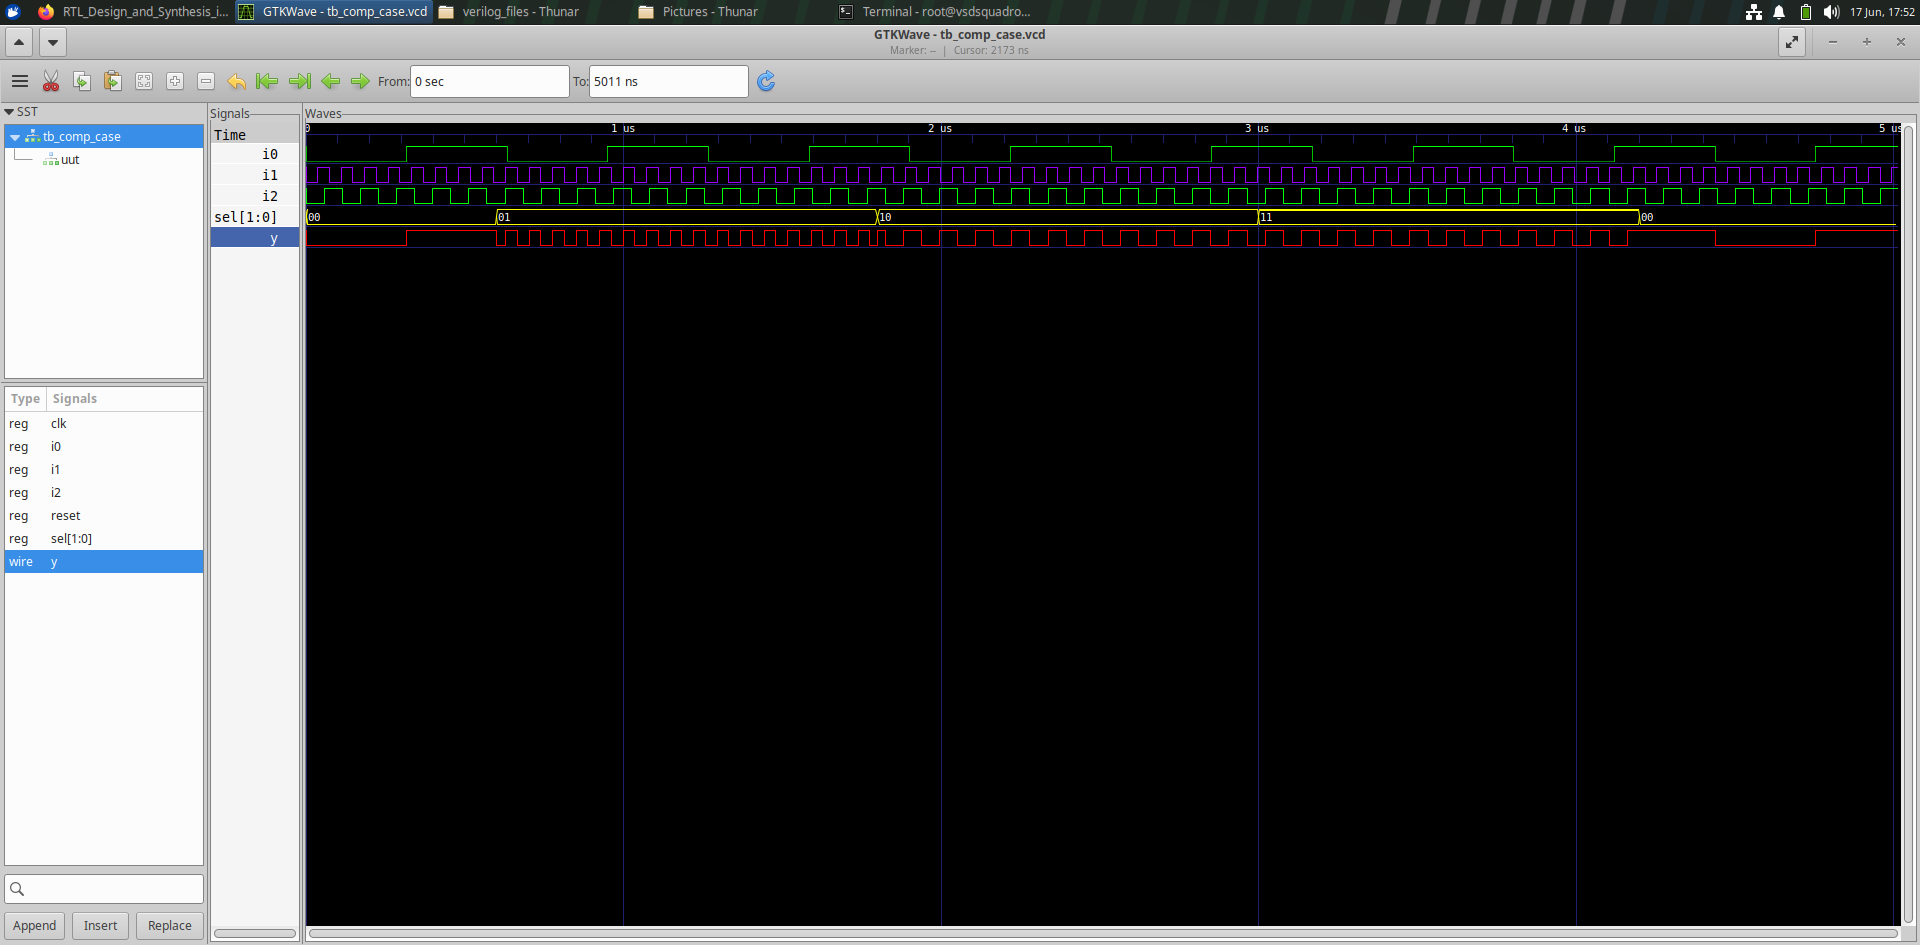 RTL_Design_and_Synthesis_i...
GTKWave - tb_comp_case.vcd
verilog_files - Thunar
Pictures - Thunar
Terminal - root@vsdsquadro...
17 Jun, 17:52
GTKWave - tb_comp_case.vcd
Marker: -- | Cursor: 2173 ns
From: 0 sec To: 5011 ns
SST
tb_comp_case
uut
Type Signals
reg clk
reg i0
reg i1
reg i2
reg reset
reg sel[1:0]
wire y
Append Insert Replace
Signals
Time
i0
i1
i2
sel[1:0]
y
Waves
0 1 us 2 us 3 us 4 us 5 us
00 01 10 11 00